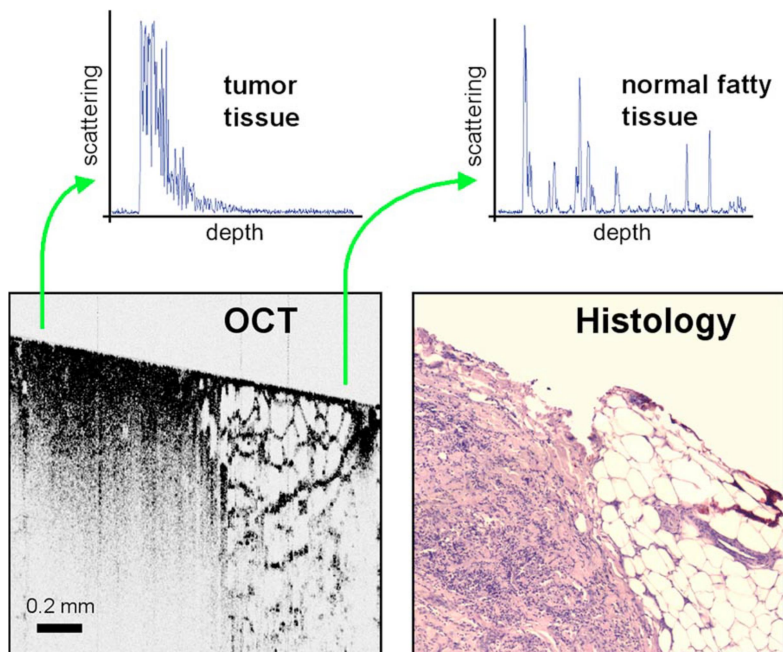 scattering
tumor
tissue
depth
scattering
normal fatty
tissue
depth
OCT
0.2 mm
Histology